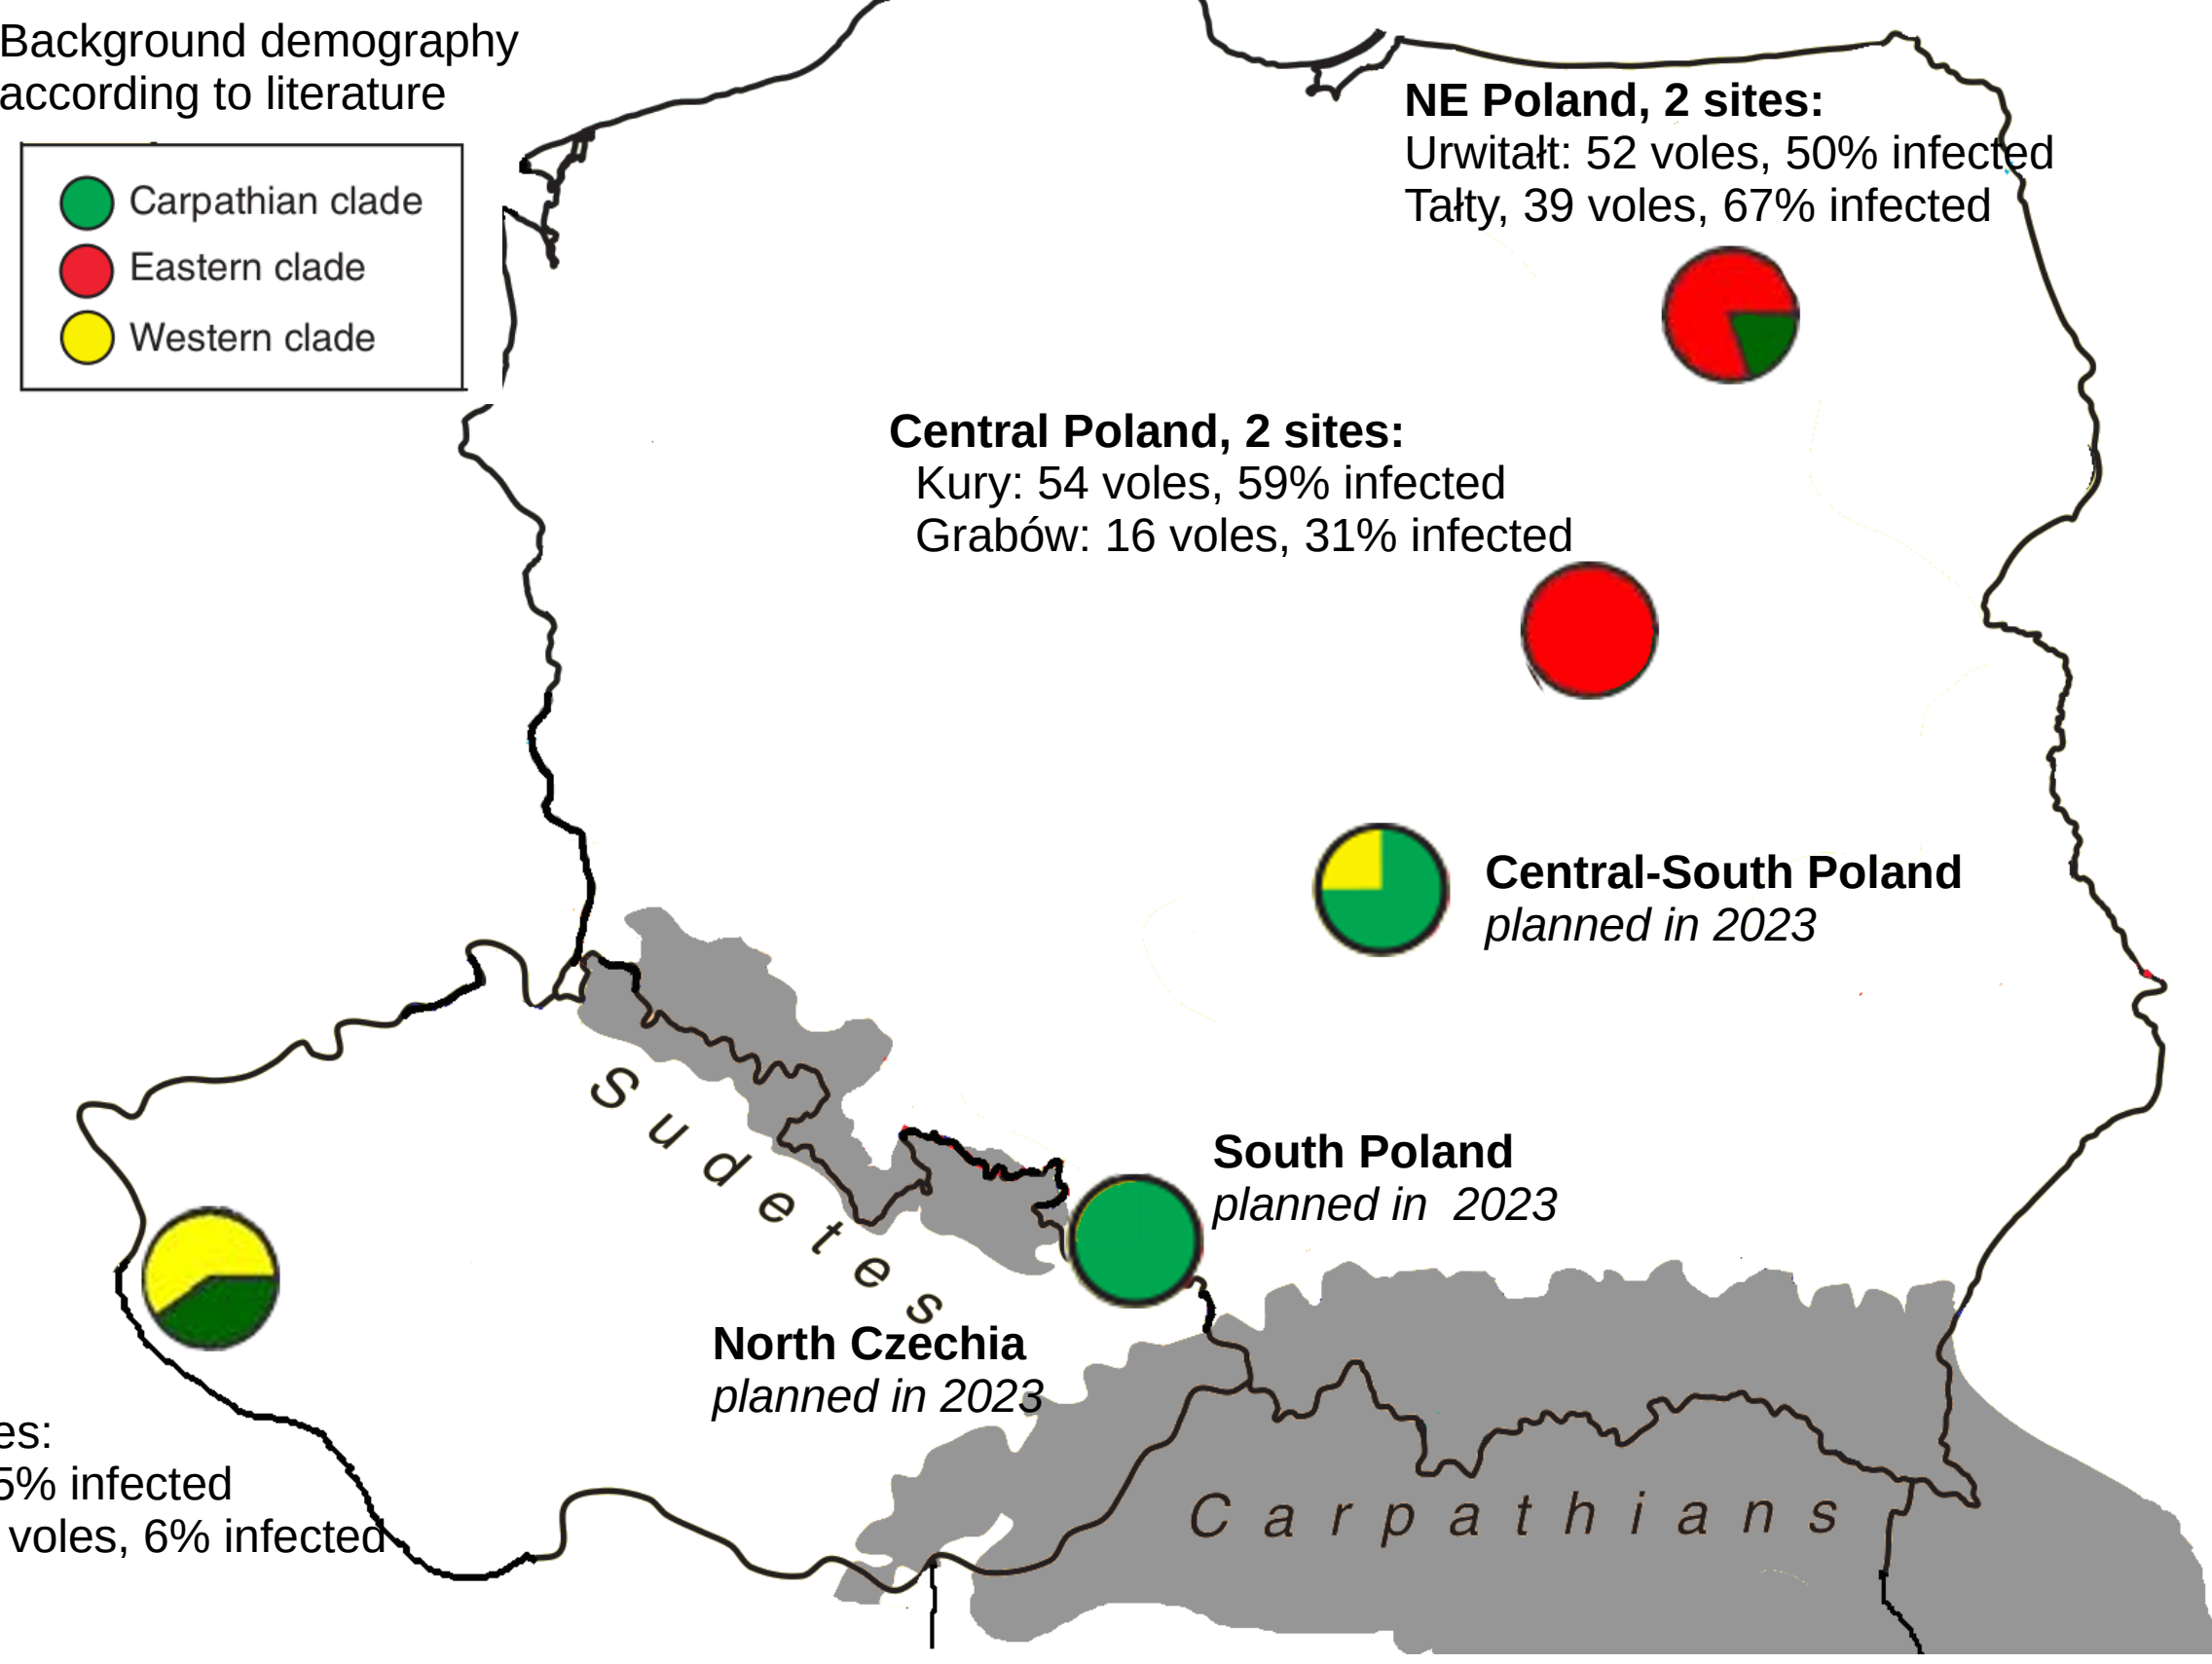 Background demography
according to literature
Carpathian clade
Eastern clade
Western clade
NE Poland, 2 sites:
Urwitałt: 52 voles, 50% infected
Tałty, 39 voles, 67% infected
Central Poland, 2 sites:
Kury: 54 voles, 59% infected
Grabów: 16 voles, 31% infected
Central-South Poland
planned in 2023
Sudetes
South Poland
planned in 2023
North Czechia
planned in 2023
es:
5% infected
voles, 6% infected
Carpathians